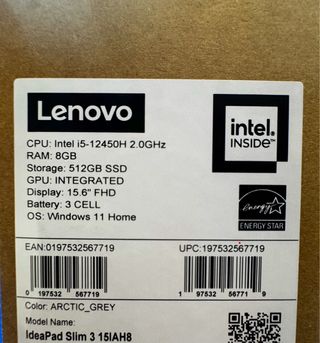 Lenovo
intel
INSIDE™
CPU: Intel i5-12450H 2.0GHz
RAM: 8GB
Storage: 512GB SSD
GPU: INTEGRATED
Display: 15.6" FHD
Battery: 3 CELL
OS: Windows 11 Home
energy
ENERGY STAR
EAN:0197532567719
UPC:197532567719
0 197532 567719
1 97532 56771 9
Color: ARCTIC_GREY
Model Name:
IdeaPad Slim 3 15IAH8